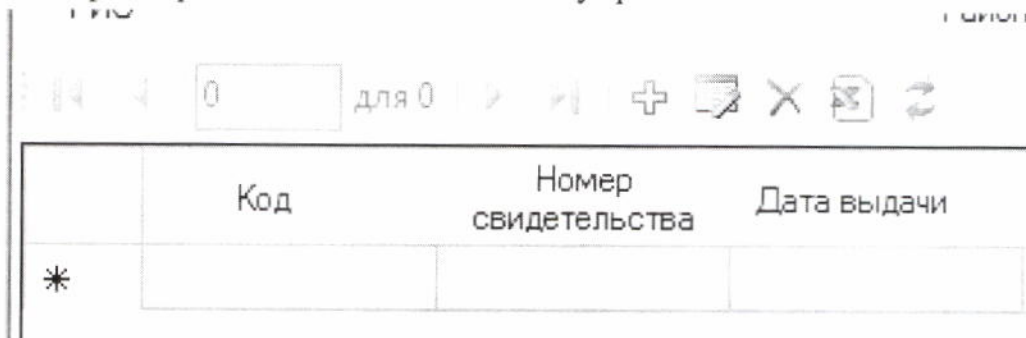 0 для 0
Код
Номер
свидетельства
Дата выдачи
*